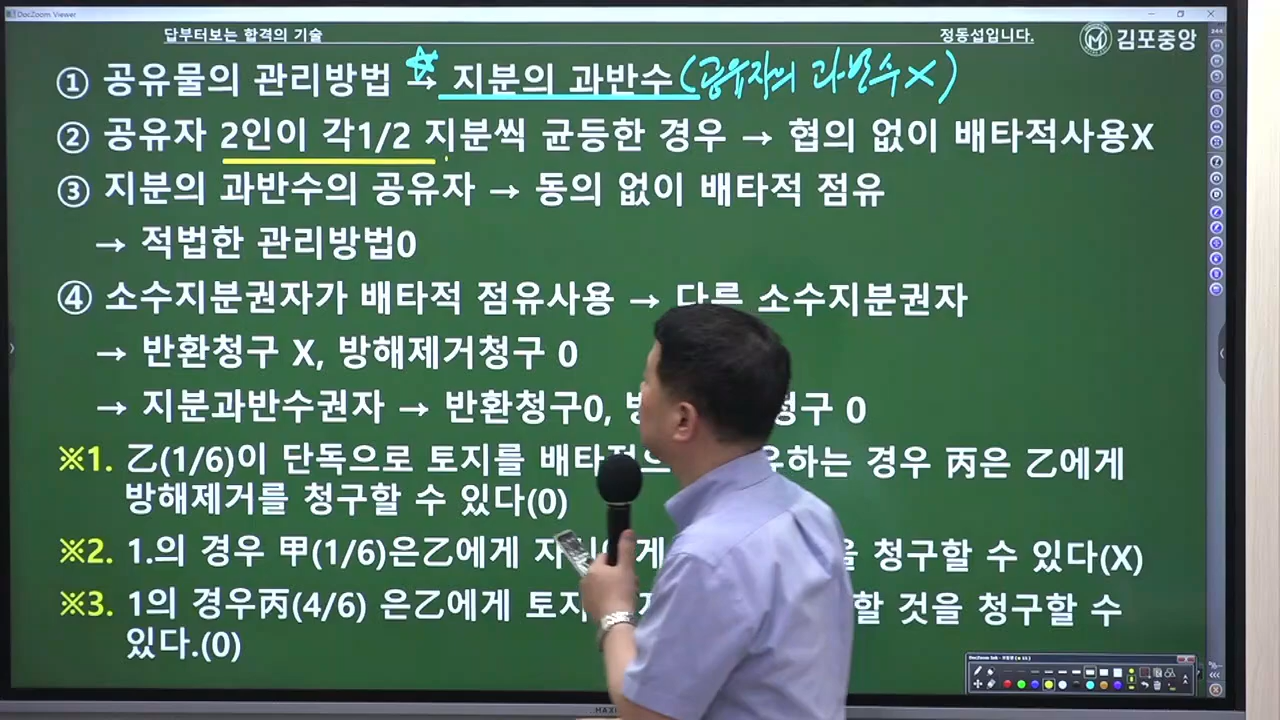 DocZoom Viewer
답부터보는 합격의 기술
정동섭입니다.
김포중앙
① 공유물의 관리방법 → 지분의 과반수 (공유자의 과반수 X)
② 공유자 2인이 각1/2 지분씩 균등한 경우 → 협의 없이 배타적사용X
③ 지분의 과반수의 공유자 → 동의 없이 배타적 점유
→ 적법한 관리방법0
④ 소수지분권자가 배타적 점유사용 → 다른 소수지분권자
→ 반환청구 X, 방해제거청구 0
→ 지분과반수권자 → 반환청구0, 청구 0
※1. 乙(1/6)이 단독으로 토지를 배타적으 하는 경우 丙은 乙에게
방해제거를 청구할 수 있다(0)
※2. 1.의 경우 甲(1/6)은乙에게 청구할 수 있다(X)
※3. 1의 경우丙(4/6) 은乙에게 토지 할 것을 청구할 수
있다.(0)